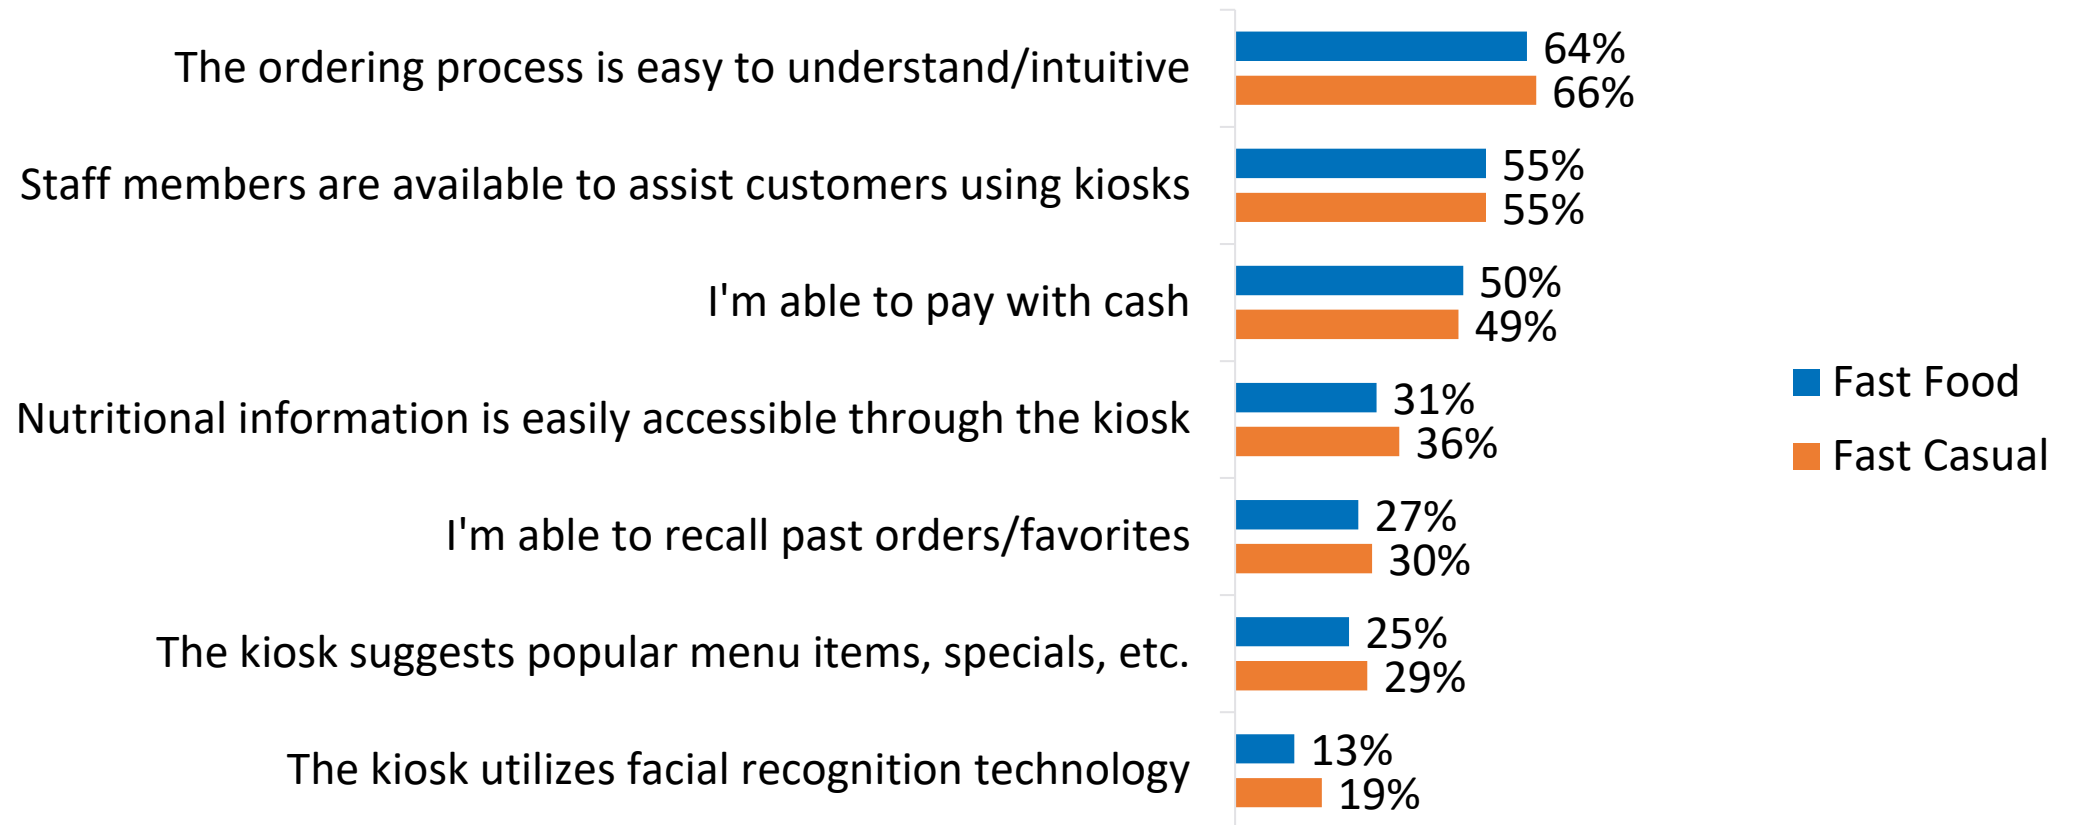 The ordering process is easy to understand/intuitive
64%
66%
Staff members are available to assist customers using kiosks
55%
55%
I'm able to pay with cash
50%
49%
Nutritional information is easily accessible through the kiosk
31%
36%
I'm able to recall past orders/favorites
27%
30%
The kiosk suggests popular menu items, specials, etc.
25%
29%
The kiosk utilizes facial recognition technology
13%
19%
Fast Food
Fast Casual